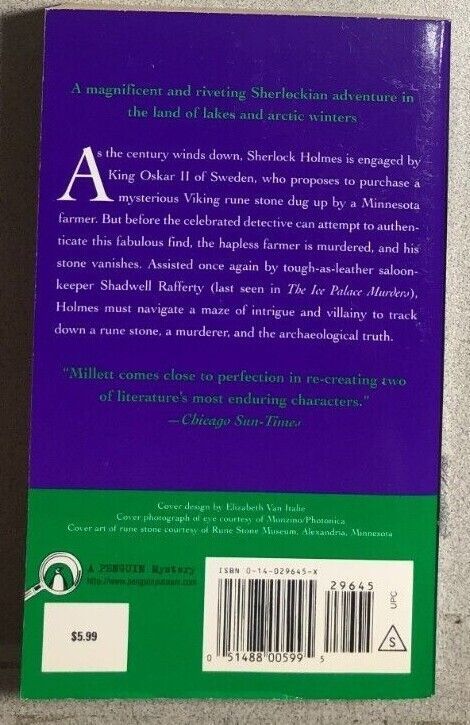 A magnificent and riveting Sherlockian adventure in
the land of lakes and arctic winters
As the century winds down, Sherlock Holmes is engaged by
King Oskar II of Sweden, who proposes to purchase a
mysterious Viking rune stone dug up by a Minnesota
farmer. But before the celebrated detective can attempt to authen-
ticate this fabulous find, the hapless farmer is murdered, and his
stone vanishes. Assisted once again by tough-as-leather saloon-
keeper Shadwell Rafferty (last seen in The Ice Palace Murders),
Holmes must navigate a maze of intrigue and villainy to track
down a rune stone, a murderer, and the archaeological truth.
"Millett comes close to perfection in re-creating two
of literature's most enduring characters."
—Chicago Sun-Times
Cover design by Elizabeth Van Itallie
Cover photograph of eye courtesy of Monzino/Photonica
Cover art of rune stone courtesy of Rune Stone Museum, Alexandria, Minnesota
A PENGUIN Mystery
http://www.penguinputnam.com
ISBN 0-14-029645-X
29645
UPC
S
$5.99
0 51488 00599 5